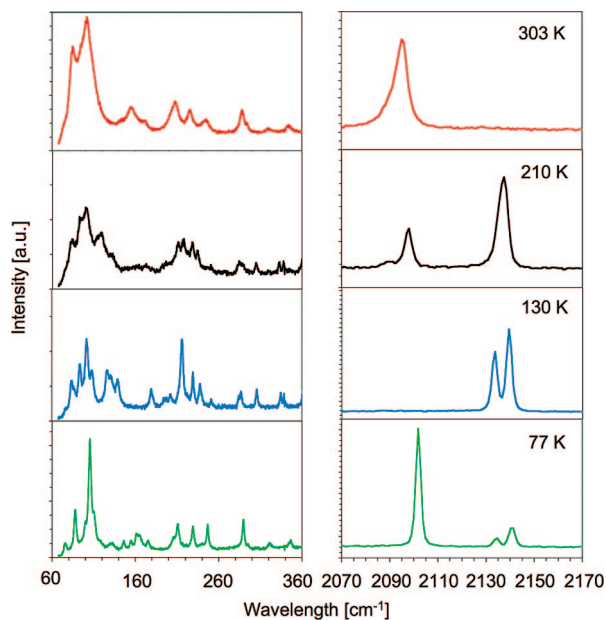 303 K
210 K
130 K
77 K
Intensity [a.u.]
60 160 260 360 2070 2090 2110 2130 2150 2170
Wavelength [cm⁻¹]